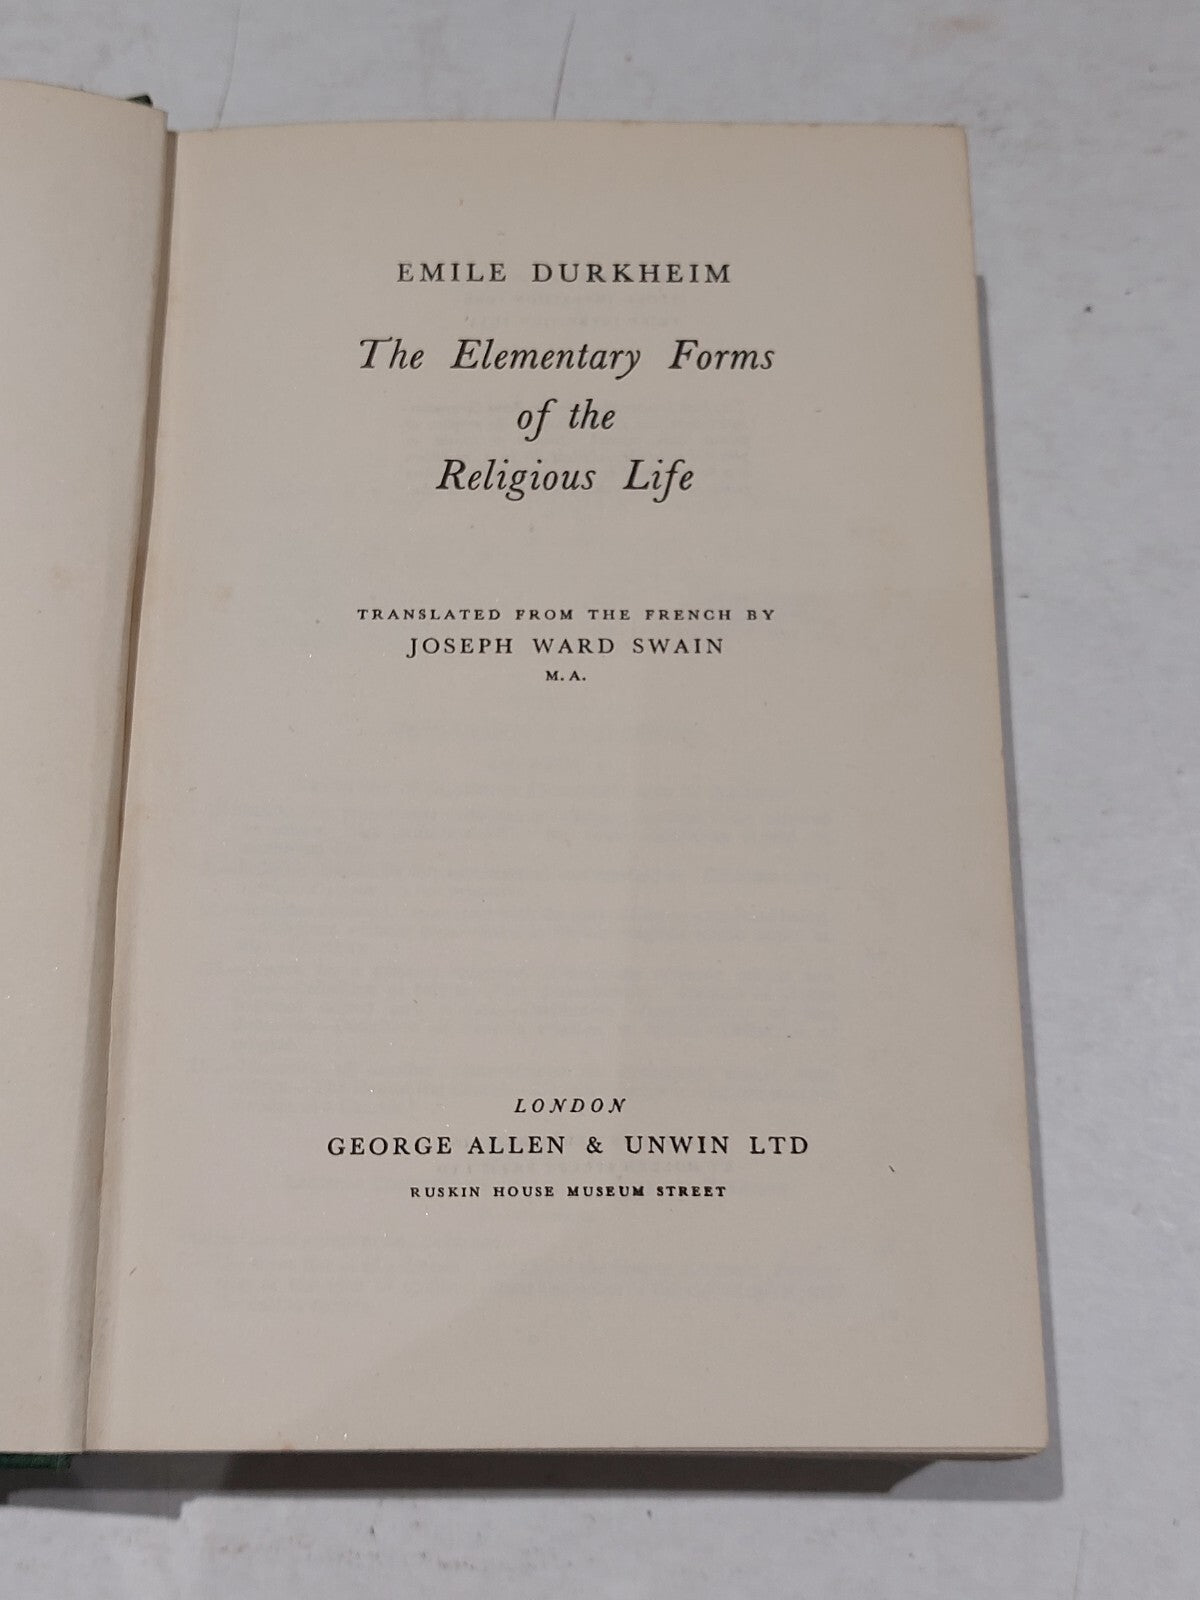 EMILE DURKHEIM
The Elementary Forms
of the
Religious Life
TRANSLATED FROM THE FRENCH BY
JOSEPH WARD SWAIN
M.A.
LONDON
GEORGE ALLEN & UNWIN LTD
RUSKIN HOUSE MUSEUM STREET